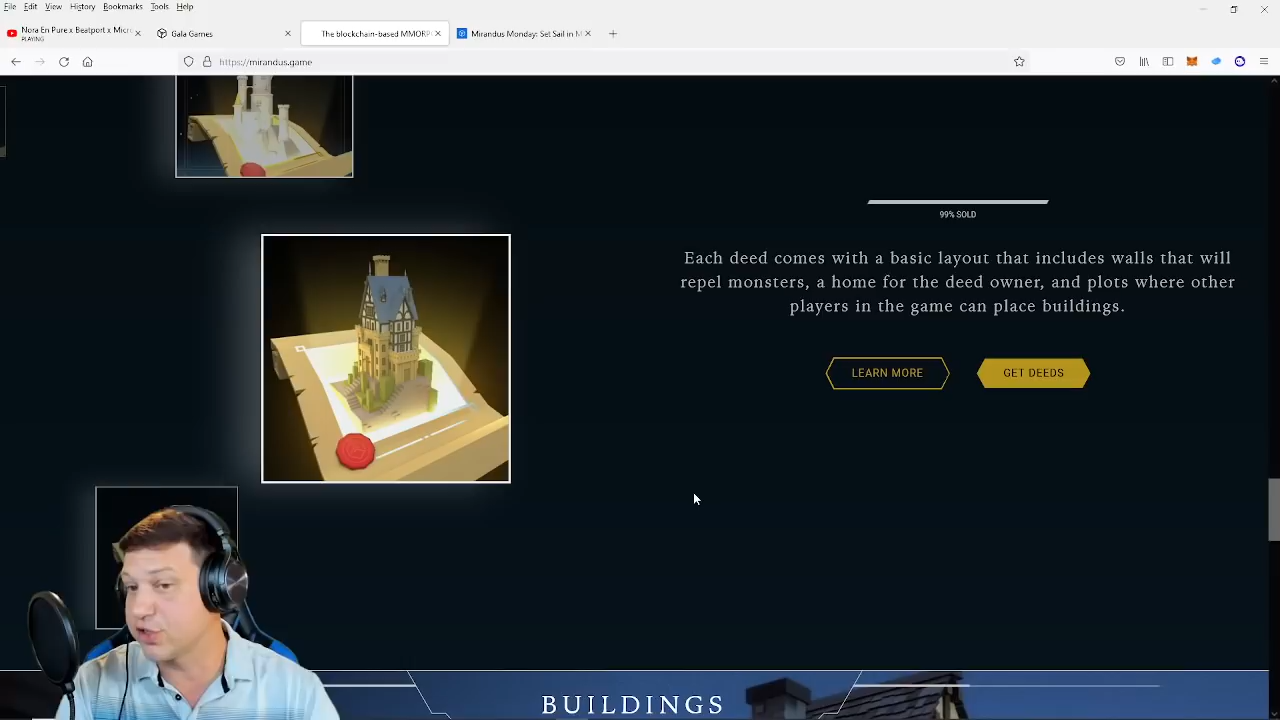 File Edit View History Bookmarks Tools Help
Nora En Pure x Beatport x Micr
PLAYING
Gala Games
The blockchain-based MMORP
Mirandus Monday: Set Sail in M
https://mirandus.game
99% SOLD
Each deed comes with a basic layout that includes walls that will
repel monsters, a home for the deed owner, and plots where other
players in the game can place buildings.
LEARN MORE
GET DEEDS
BUILDINGS